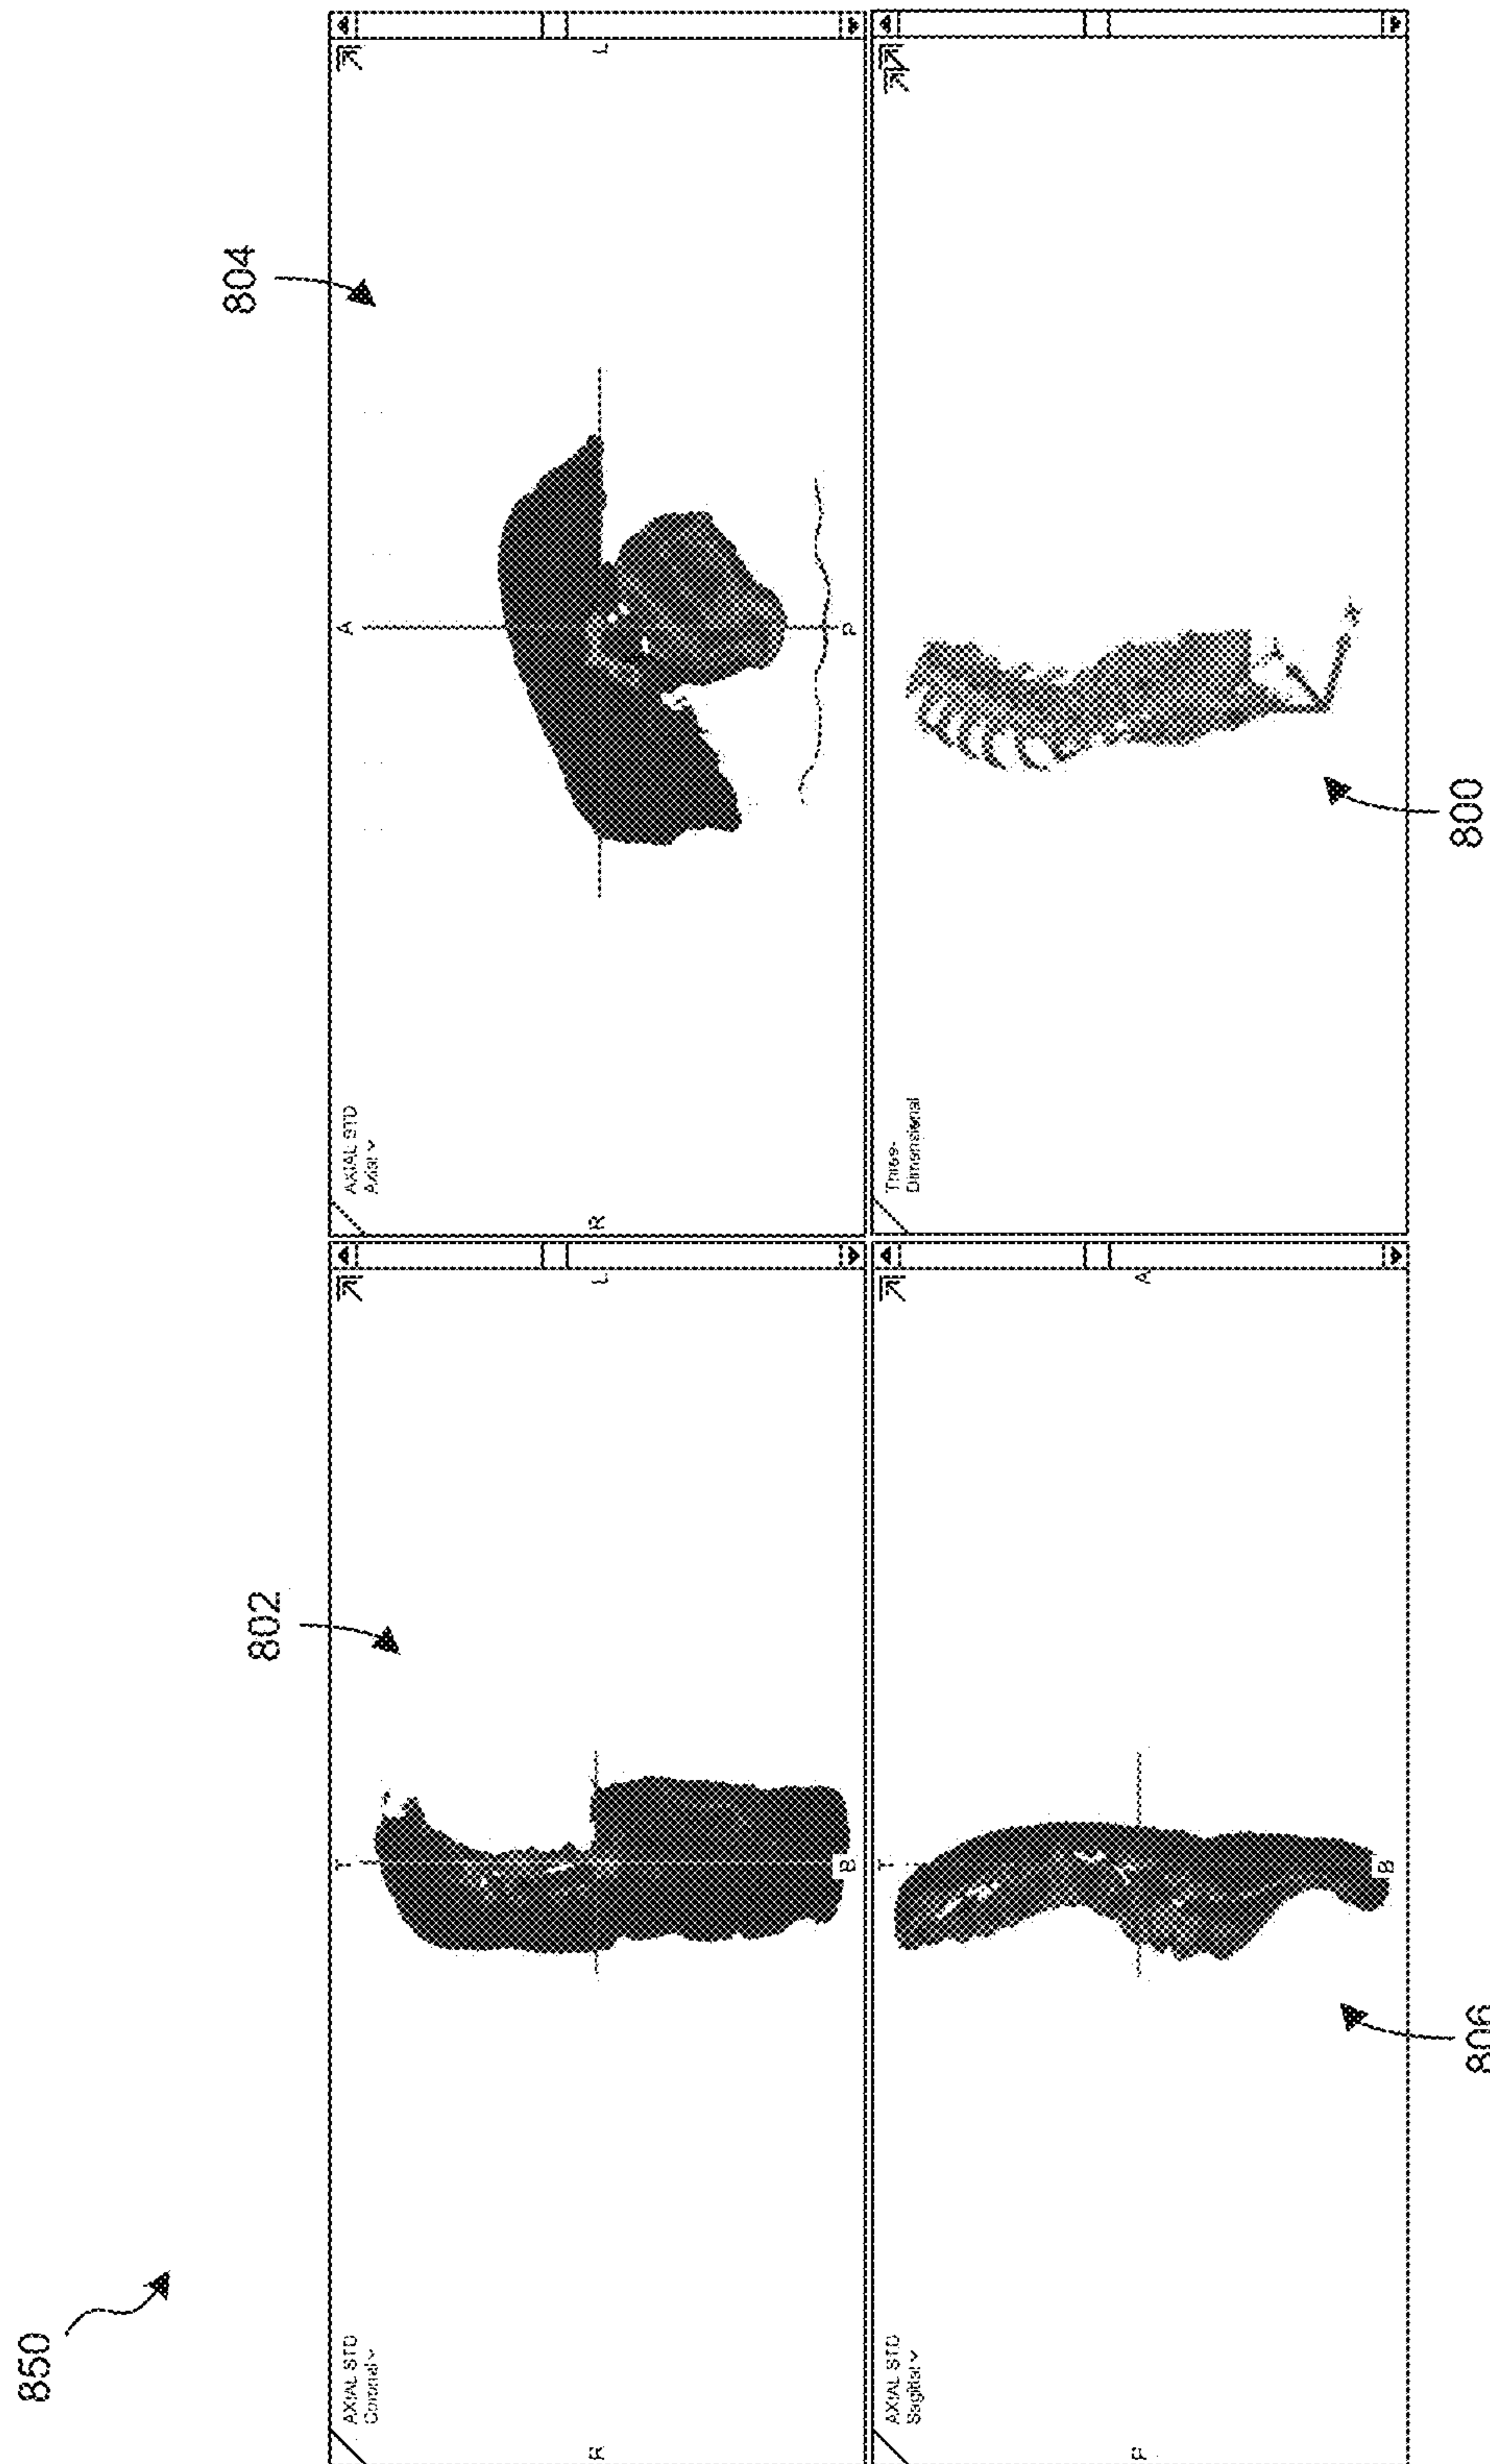 850
802
804
AXIAL STD
Coronal
T
R
L
B
AXIAL STD
Axial
A
R
L
P
AXIAL STD
Sagittal
T
P
A
B
Three-
Dimensional
Y
X
806
800